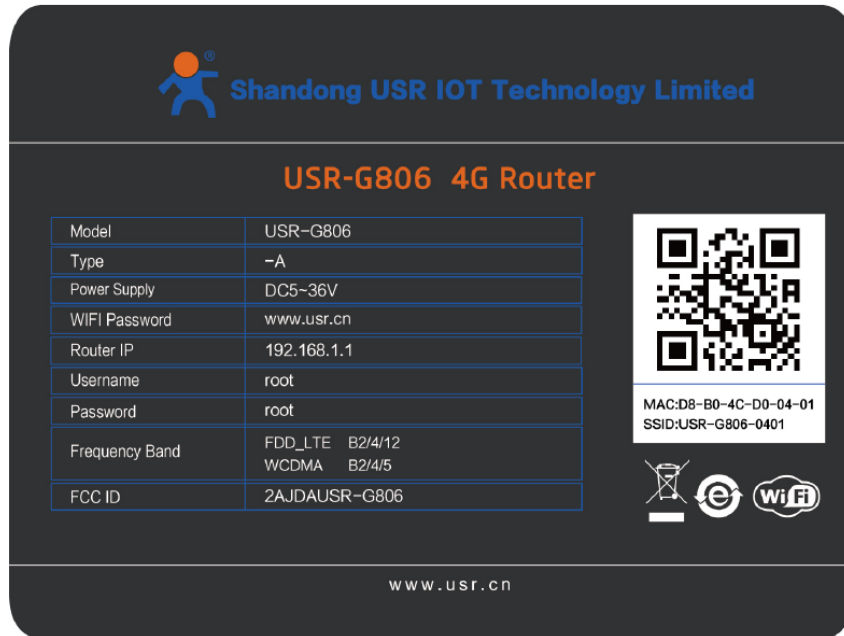 ®
Shandong USR IOT Technology Limited
USR-G806 4G Router
Model USR-G806
Type -A
Power Supply DC5~36V
WIFI Password www.usr.cn
Router IP 192.168.1.1
Username root
Password root
Frequency Band FDD_LTE B2/4/12
WCDMA B2/4/5
FCC ID 2AJDAUSR-G806
MAC:D8-B0-4C-D0-04-01
SSID:USR-G806-0401
e
WiFi
www.usr.cn